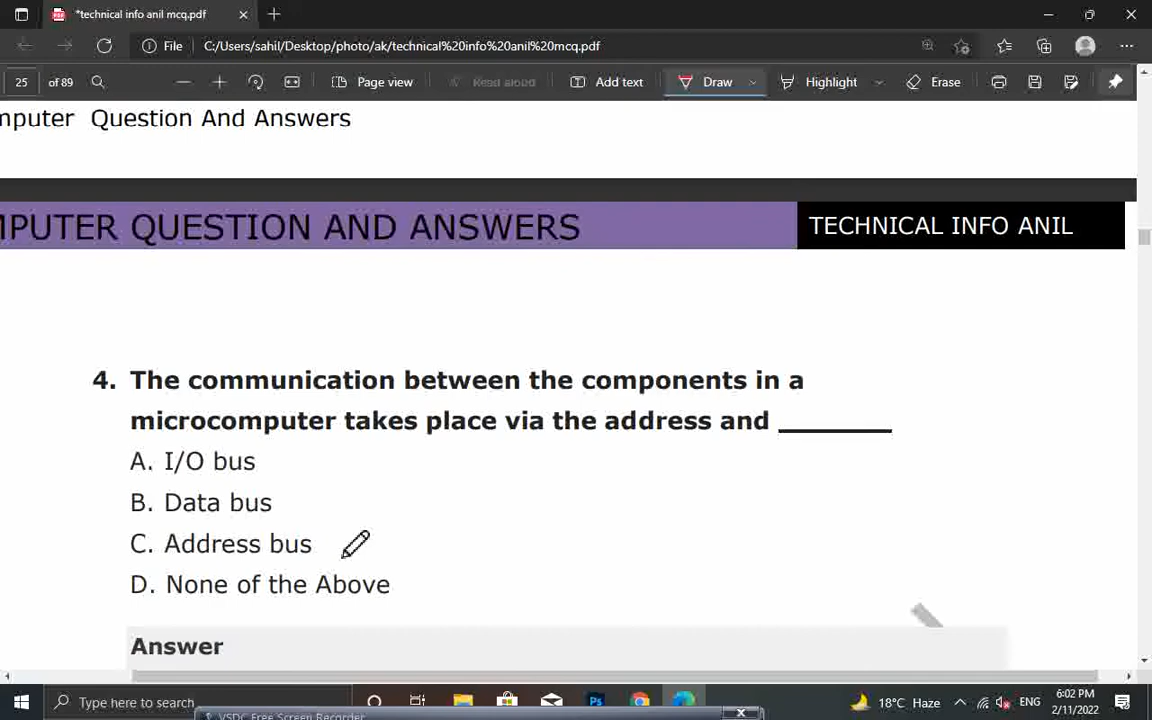 *technical info anil mcq.pdf
File C:/Users/sahil/Desktop/photo/ak/technical%20info%20anil%20mcq.pdf
25 of 89 Page view Read aloud Add text Draw Highlight Erase
mputer Question And Answers
MPUTER QUESTION AND ANSWERS TECHNICAL INFO ANIL
4. The communication between the components in a
microcomputer takes place via the address and ________
A. I/O bus
B. Data bus
C. Address bus
D. None of the Above
Answer
Type here to search 18°C Haze ENG 6:02 PM
2/11/2022
VSDC Free Screen Recorder